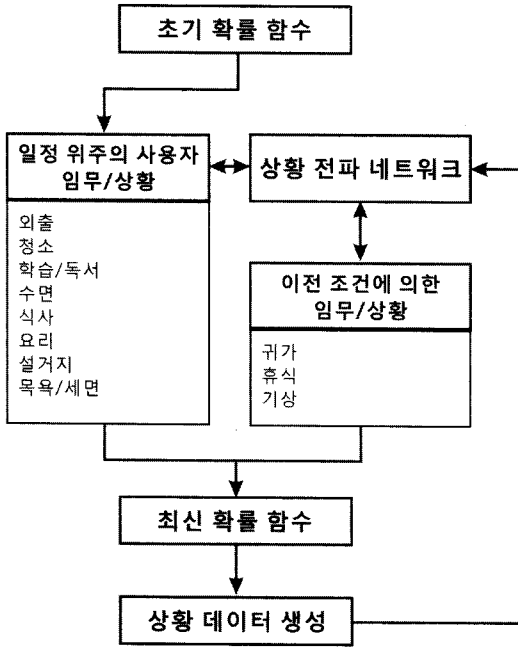 초기 확률 함수
일정 위주의 사용자
임무/상황
외출
청소
학습/독서
수면
식사
요리
설거지
목욕/세면
상황 전파 네트워크
이전 조건에 의한
임무/상황
귀가
휴식
기상
최신 확률 함수
상황 데이터 생성